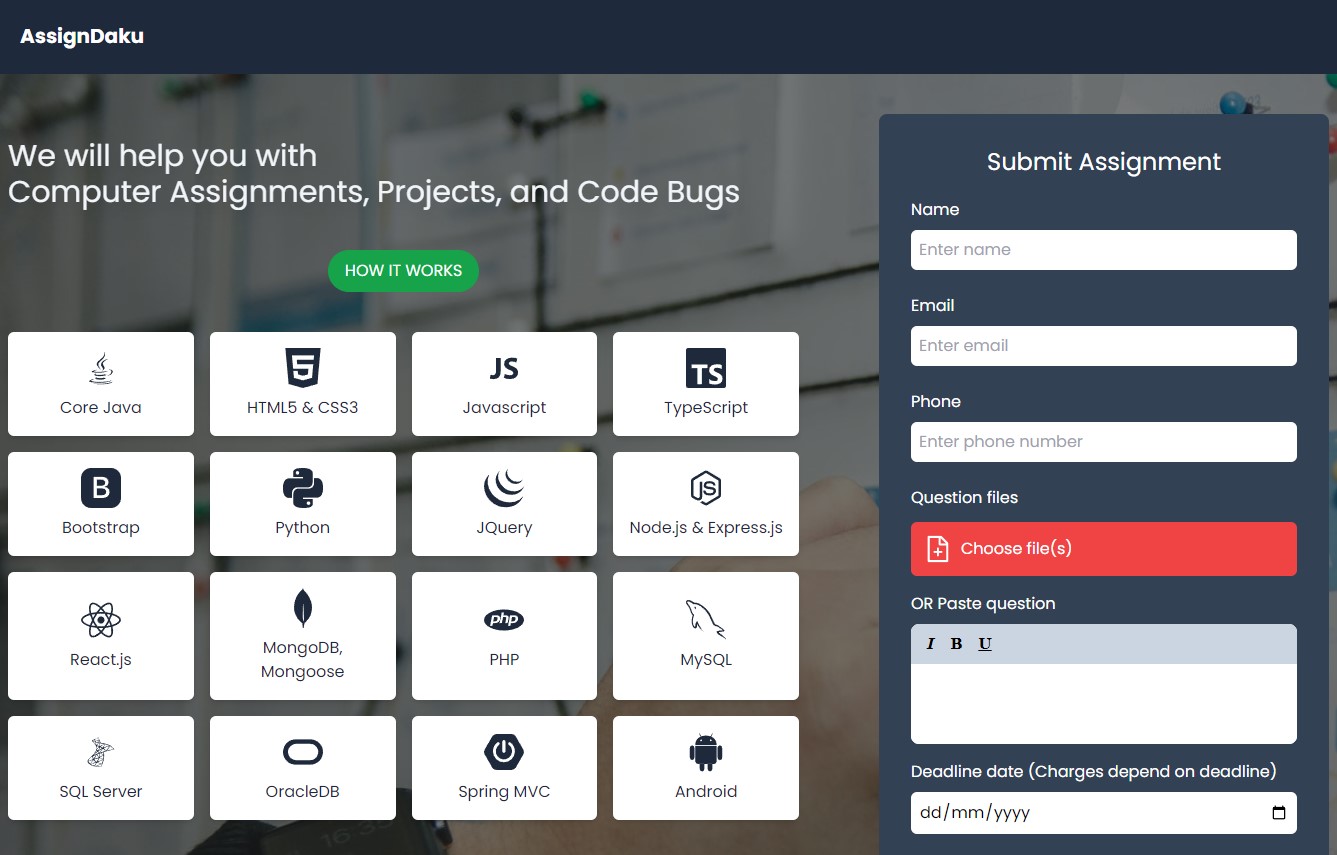 AssignDaku
We will help you with
Computer Assignments, Projects, and Code Bugs
HOW IT WORKS
Core Java
5
HTML5 & CSS3
JS
Javascript
TS
TypeScript
B
Bootstrap
Python
JQuery
JS
Node.js & Express.js
React.js
MongoDB,
Mongoose
php
PHP
MySQL
SQL Server
OracleDB
Spring MVC
Android
Submit Assignment
Name
Enter name
Email
Enter email
Phone
Enter phone number
Question files
Choose file(s)
OR Paste question
I B U
Deadline date (Charges depend on deadline)
dd/mm/yyyy